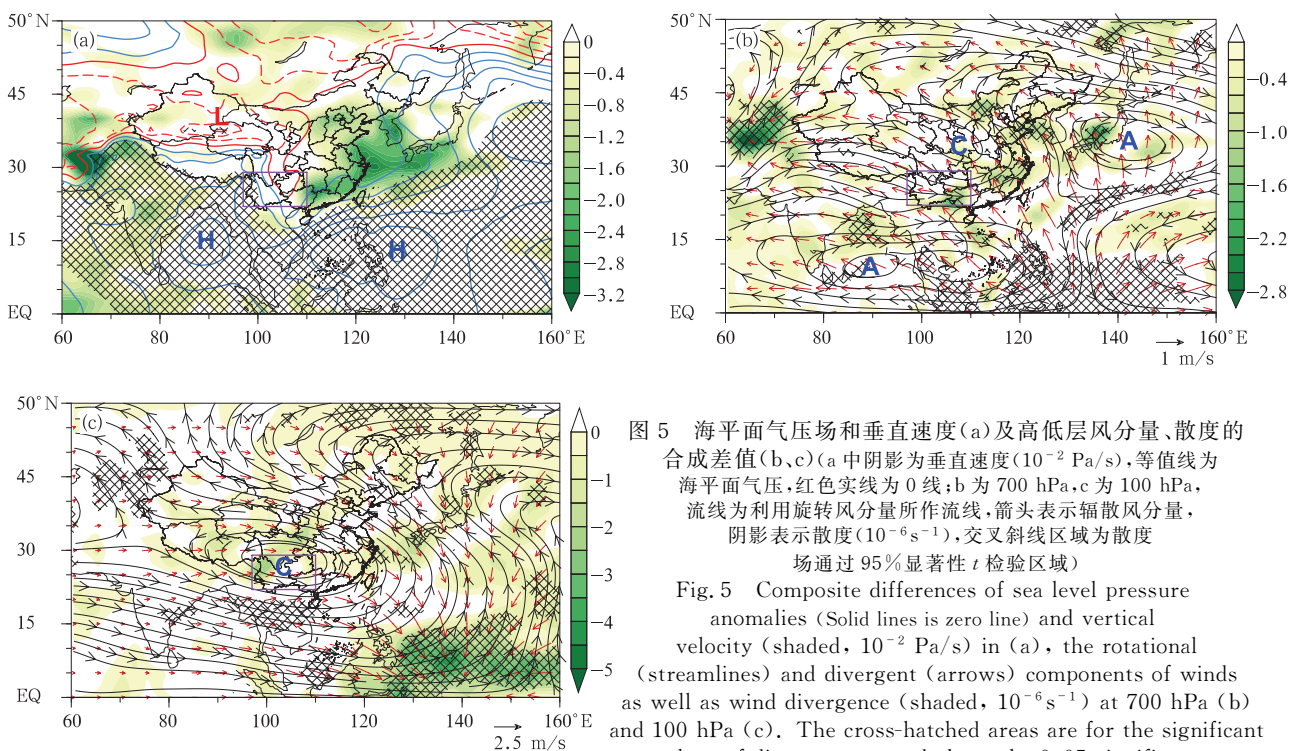 50°N
45
30
15
EQ
60
80
100
120
140
160°E
(a)
L
H
H
0
−0.4
−0.8
−1.2
−1.6
−2.0
−2.4
−2.8
−3.2
50°N
45
30
15
EQ
60
80
100
120
140
160°E
(b)
C
A
A
−0.4
−1.0
−1.6
−2.2
−2.8
1 m/s
50°N
45
30
15
EQ
60
80
100
120
140
160°E
(c)
C
0
−1
−2
−3
−4
−5
2.5 m/s
图 5 海平面气压场和垂直速度(a)及高低层风分量、散度的
合成差值(b、c)(a 中阴影为垂直速度(10⁻² Pa/s),等值线为
海平面气压,红色实线为 0 线;b 为 700 hPa,c 为 100 hPa,
流线为利用旋转风分量所作流线,箭头表示辐散风分量,
阴影表示散度(10⁻⁶s⁻¹),交叉斜线区域为散度
场通过 95%显著性 t 检验区域)
Fig. 5 Composite differences of sea level pressure
anomalies (Solid lines is zero line) and vertical
velocity (shaded, 10⁻² Pa/s) in (a), the rotational
(streamlines) and divergent (arrows) components of winds
as well as wind divergence (shaded, 10⁻⁶s⁻¹) at 700 hPa (b)
and 100 hPa (c). The cross-hatched areas are for the significant